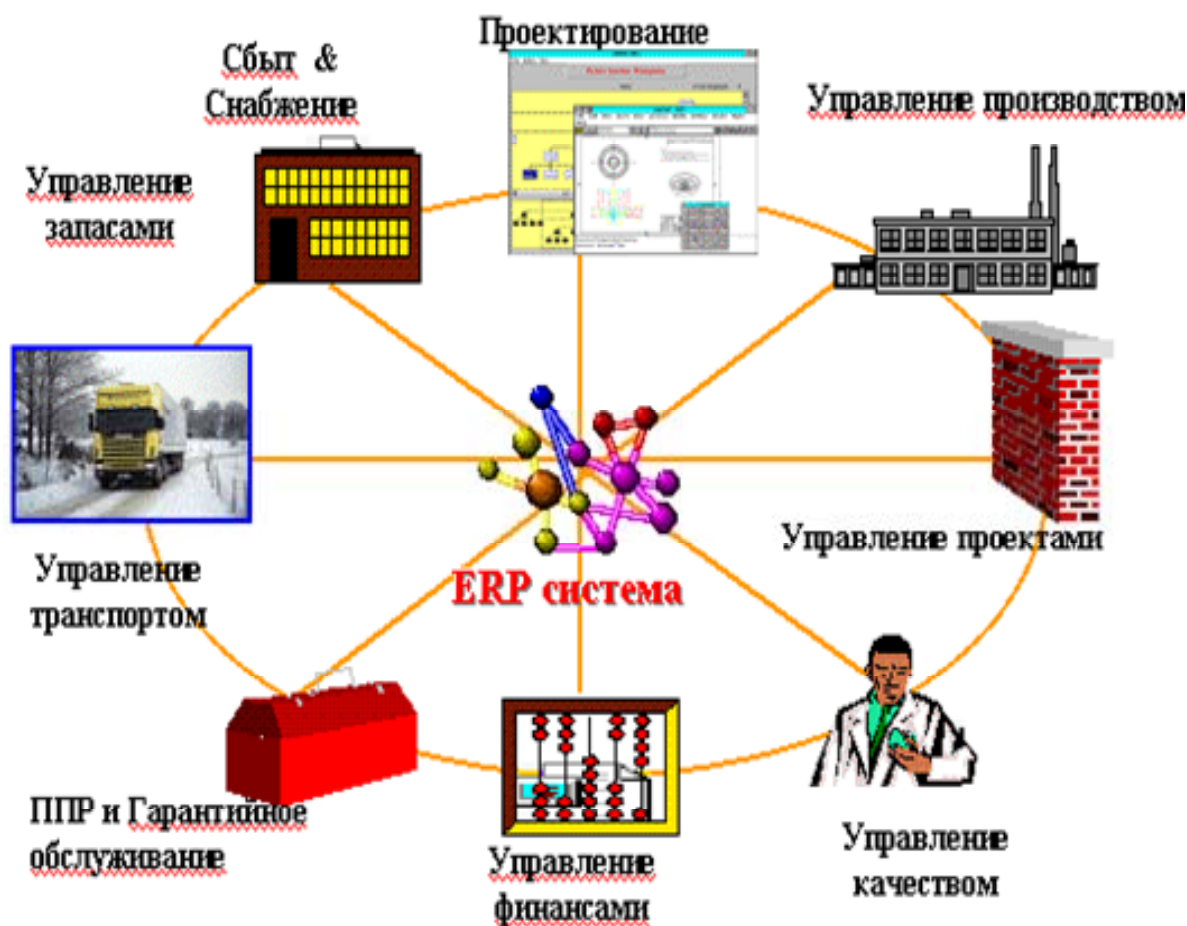 Проектирование
Сбыт &
Снабжение
Управление производством
Управление
запасами
Управление проектами
ERP система
Управление
транспортом
ППР и Гарантийное
обслуживание
Управление
финансами
Управление
качеством